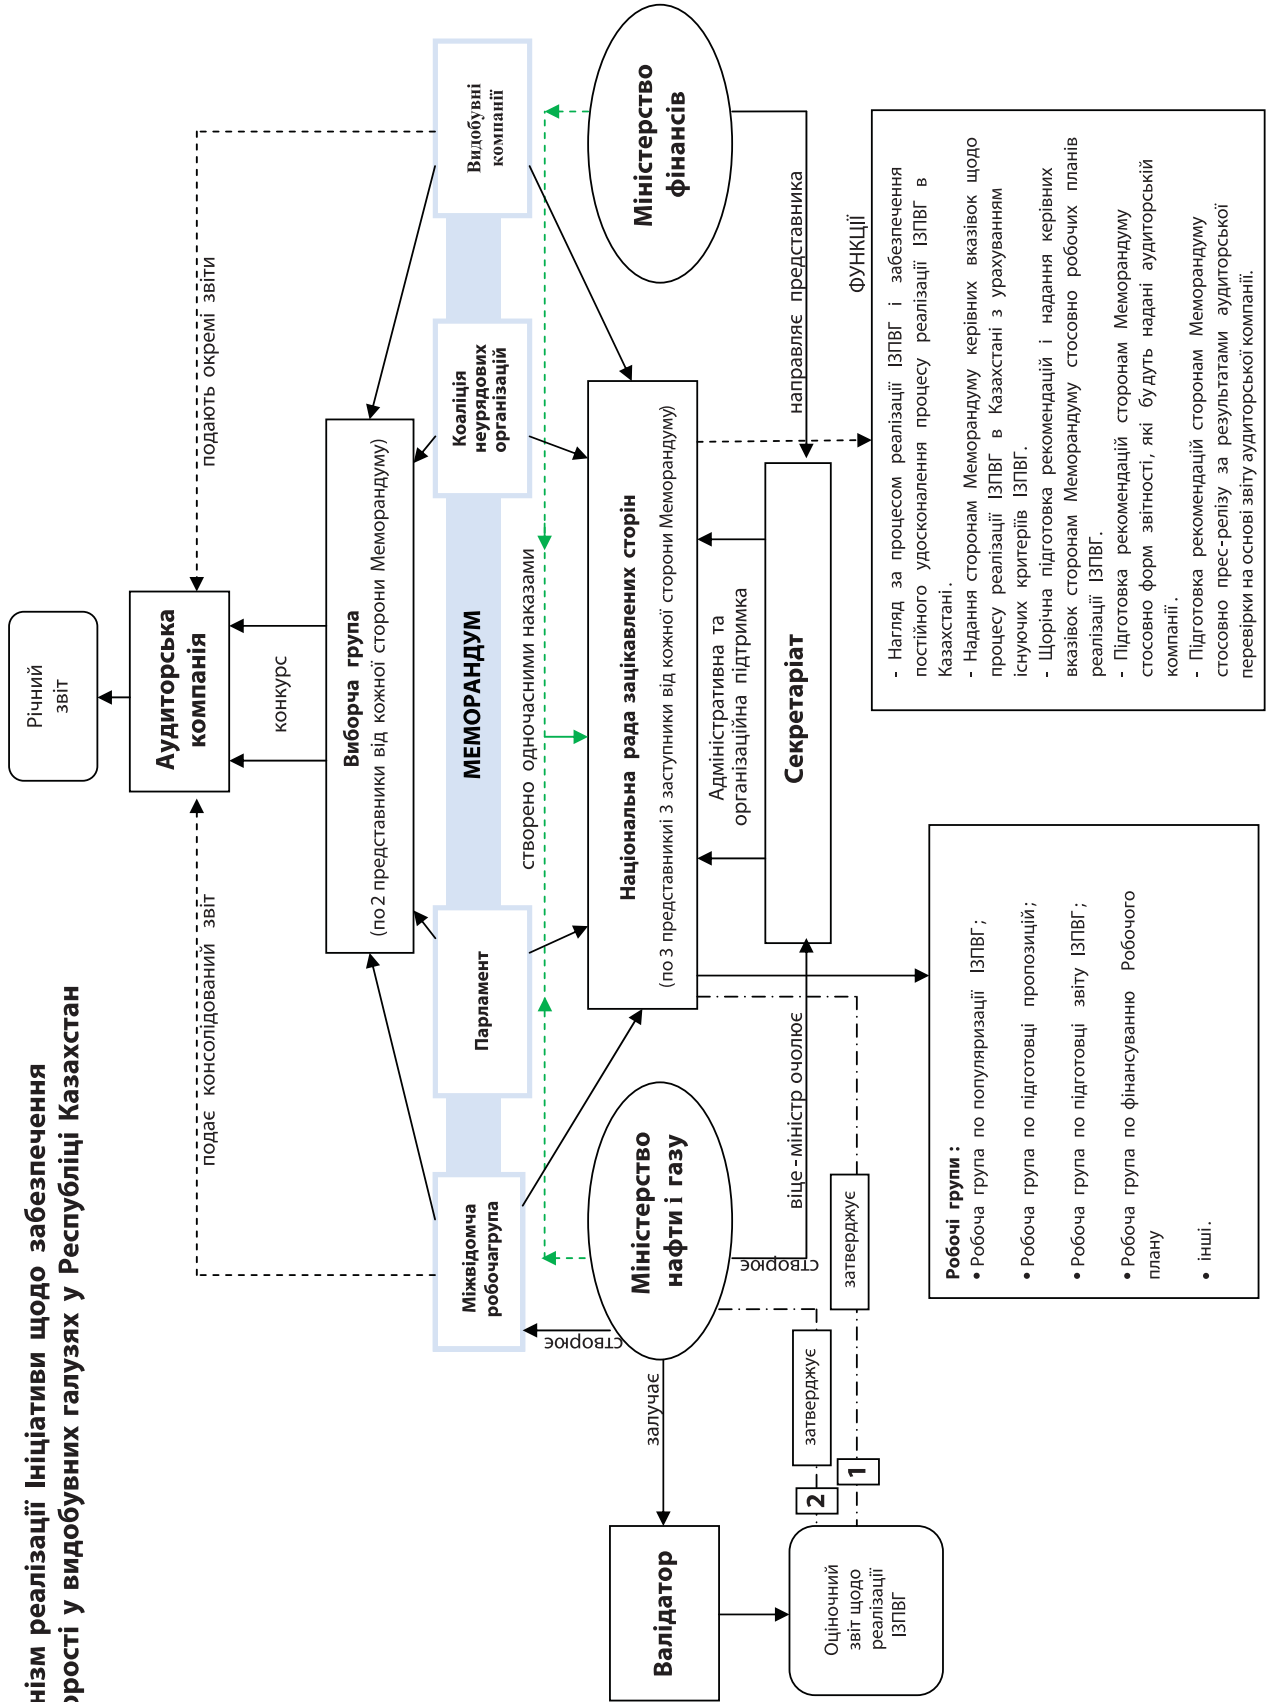 нізм реалізації Ініціативи щодо забезпечення
орості у видобувних галузях у Республіці Казахстан
Річний
звіт
Аудиторська
компанія
подає консолідований звіт
подають окремі звіти
конкурс
Виборча група
(по 2 представники від кожної сторони Меморандуму)
Міжвідомча
робочагрупа
Парламент
МЕМОРАНДУМ
Коаліція
неурядових
організацій
Видобувні
компанії
створено одночасними наказами
створює
Міністерство
нафти і газу
Національна рада зацікавлених сторін
(по 3 представникиі 3 заступники від кожної сторони Меморандуму)
Міністерство
фінансів
залучає
створює
віце-міністр очолює
Адміністративна та
організаційна підтримка
направляє представника
Секретаріат
Валідатор
затверджує
затверджує
2
1
Оціночний
звіт щодо
реалізації
ІЗПВГ
Робочі групи :
• Робоча група по популяризації ІЗПВГ;
• Робоча група по підготовці пропозицій;
• Робоча група по підготовці звіту ІЗПВГ;
• Робоча група по фінансуванню Робочого
плану
• інші.
ФУНКЦІЇ
- Нагляд за процесом реалізації ІЗПВГ і забезпечення
постійного удосконалення процесу реалізації ІЗПВГ в
Казахстані.
- Надання сторонам Меморандуму керівних вказівок щодо
процесу реалізації ІЗПВГ в Казахстані з урахуванням
існуючих критеріїв ІЗПВГ.
- Щорічна підготовка рекомендацій і надання керівних
вказівок сторонам Меморандуму стосовно робочих планів
реалізації ІЗПВГ.
- Підготовка рекомендацій сторонам Меморандуму
стосовно форм звітності, які будуть надані аудиторській
компанії.
- Підготовка рекомендацій сторонам Меморандуму
стосовно прес-релізу за результатами аудиторської
перевірки на основі звіту аудиторської компанії.